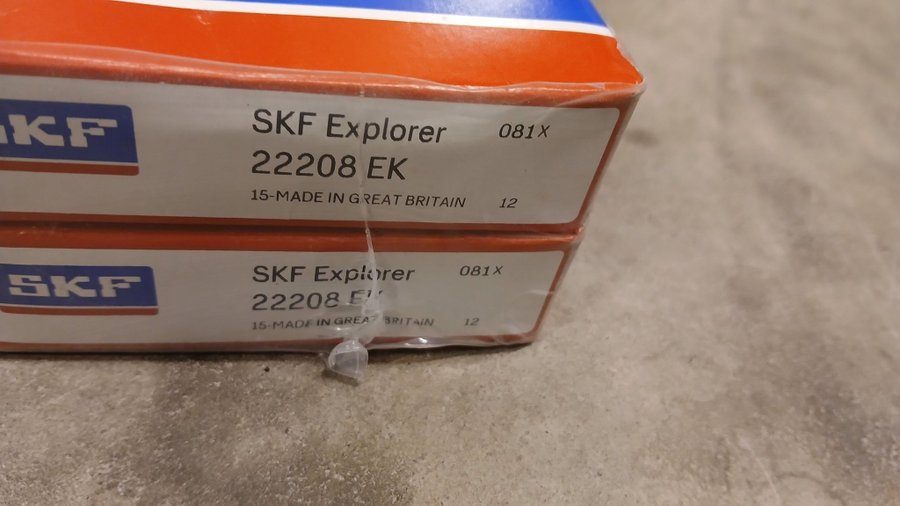 SKF
SKF Explorer 081X
22208 EK
15-MADE IN GREAT BRITAIN 12
SKF
SKF Explorer 081X
22208 EK
15-MADE IN GREAT BRITAIN 12